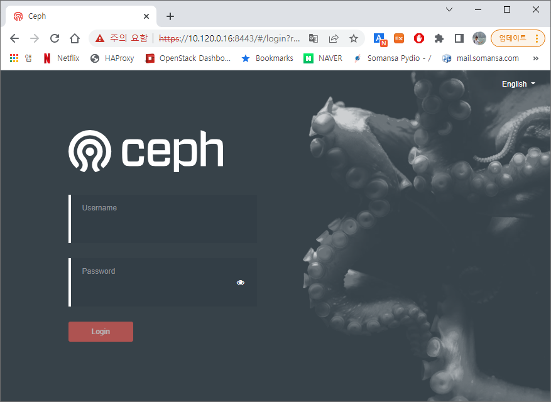 Ceph
주의 요함 https://10.120.0.16:8443/#/login?r...
업데이트
앱 Netflix HAProxy OpenStack Dashbo... Bookmarks NAVER Somansa Pydio - / mail.somansa.com
English
ceph
Username
Password
Login